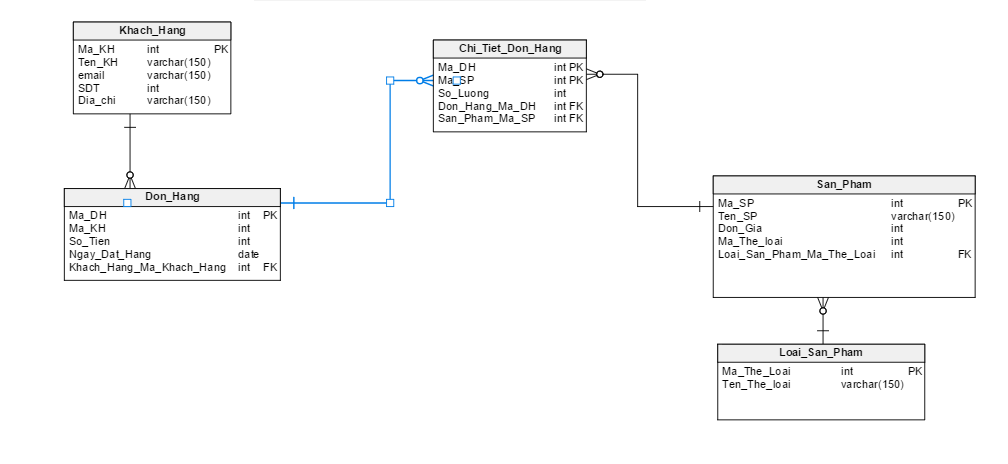 Khach_Hang
Ma_KH int PK
Ten_KH varchar(150)
email varchar(150)
SDT int
Dia_chi varchar(150)
Chi_Tiet_Don_Hang
Ma_DH int PK
Ma_SP int PK
So_Luong int
Don_Hang_Ma_DH int FK
San_Pham_Ma_SP int FK
Don_Hang
Ma_DH int PK
Ma_KH int
So_Tien int
Ngay_Dat_Hang date
Khach_Hang_Ma_Khach_Hang int FK
San_Pham
Ma_SP int PK
Ten_SP varchar(150)
Don_Gia int
Ma_The_loai int
Loai_San_Pham_Ma_The_Loai int FK
Loai_San_Pham
Ma_The_Loai int PK
Ten_The_loai varchar(150)